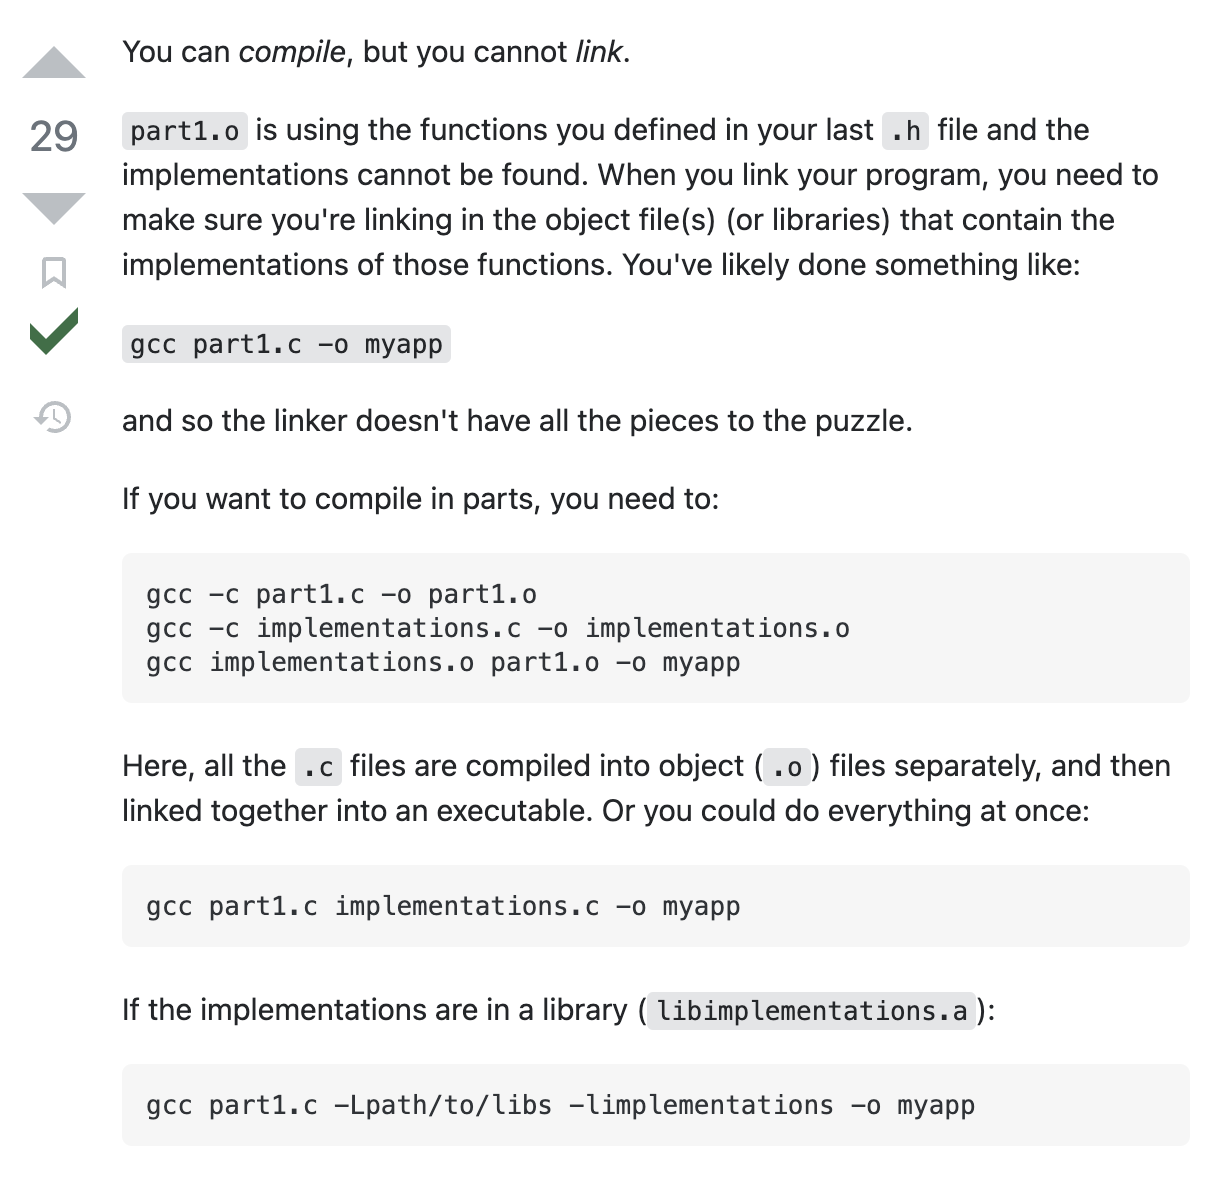 You can compile, but you cannot link.
29
part1.o is using the functions you defined in your last .h file and the
implementations cannot be found. When you link your program, you need to
make sure you're linking in the object file(s) (or libraries) that contain the
implementations of those functions. You've likely done something like:
gcc part1.c -o myapp
and so the linker doesn't have all the pieces to the puzzle.
If you want to compile in parts, you need to:
gcc -c part1.c -o part1.o
gcc -c implementations.c -o implementations.o
gcc implementations.o part1.o -o myapp
Here, all the .c files are compiled into object (.o) files separately, and then
linked together into an executable. Or you could do everything at once:
gcc part1.c implementations.c -o myapp
If the implementations are in a library (libimplementations.a):
gcc part1.c -Lpath/to/libs -limplementations -o myapp